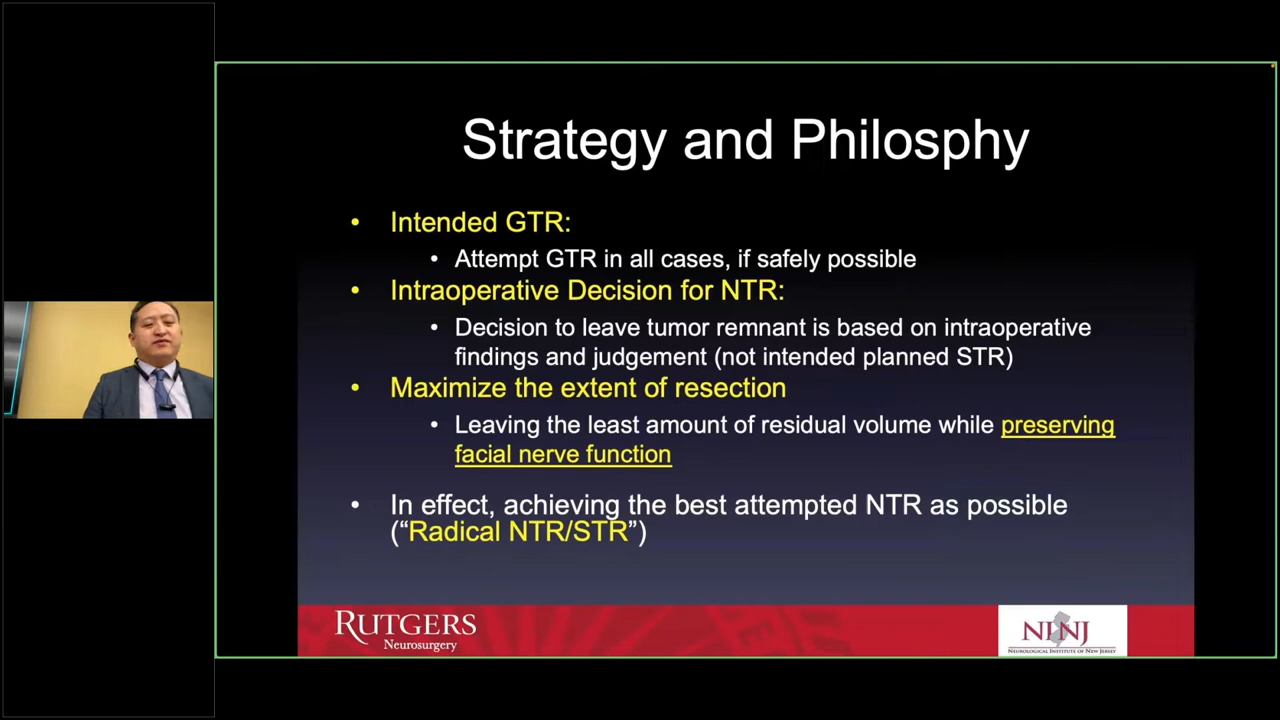 Strategy and Philosphy
• Intended GTR:
• Attempt GTR in all cases, if safely possible
• Intraoperative Decision for NTR:
• Decision to leave tumor remnant is based on intraoperative
findings and judgement (not intended planned STR)
• Maximize the extent of resection
• Leaving the least amount of residual volume while preserving
facial nerve function
• In effect, achieving the best attempted NTR as possible
(“Radical NTR/STR”)
RUTGERS
Neurosurgery
NINJ
NEUROLOGICAL INSTITUTE OF NEW JERSEY